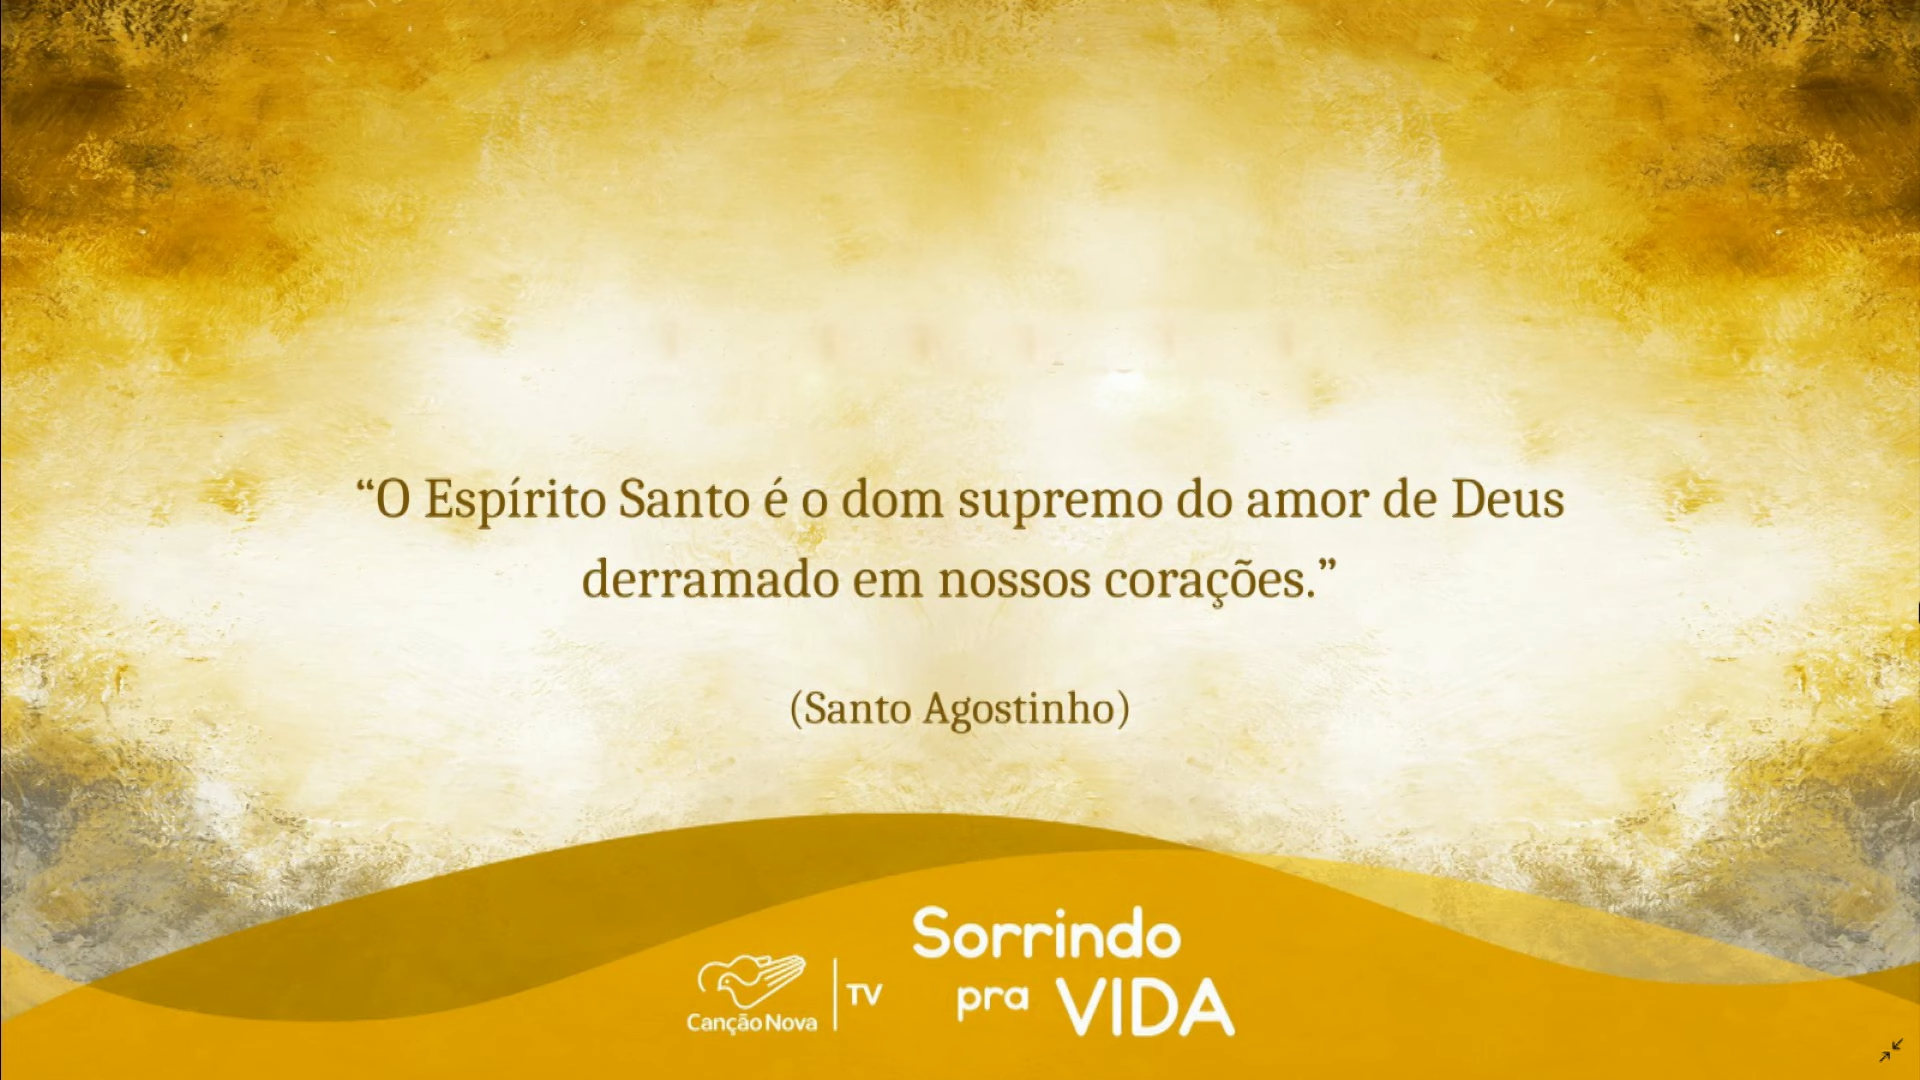 “O Espírito Santo é o dom supremo do amor de Deus
derramado em nossos corações.”
(Santo Agostinho)
Canção Nova
TV
Sorrindo
pra VIDA